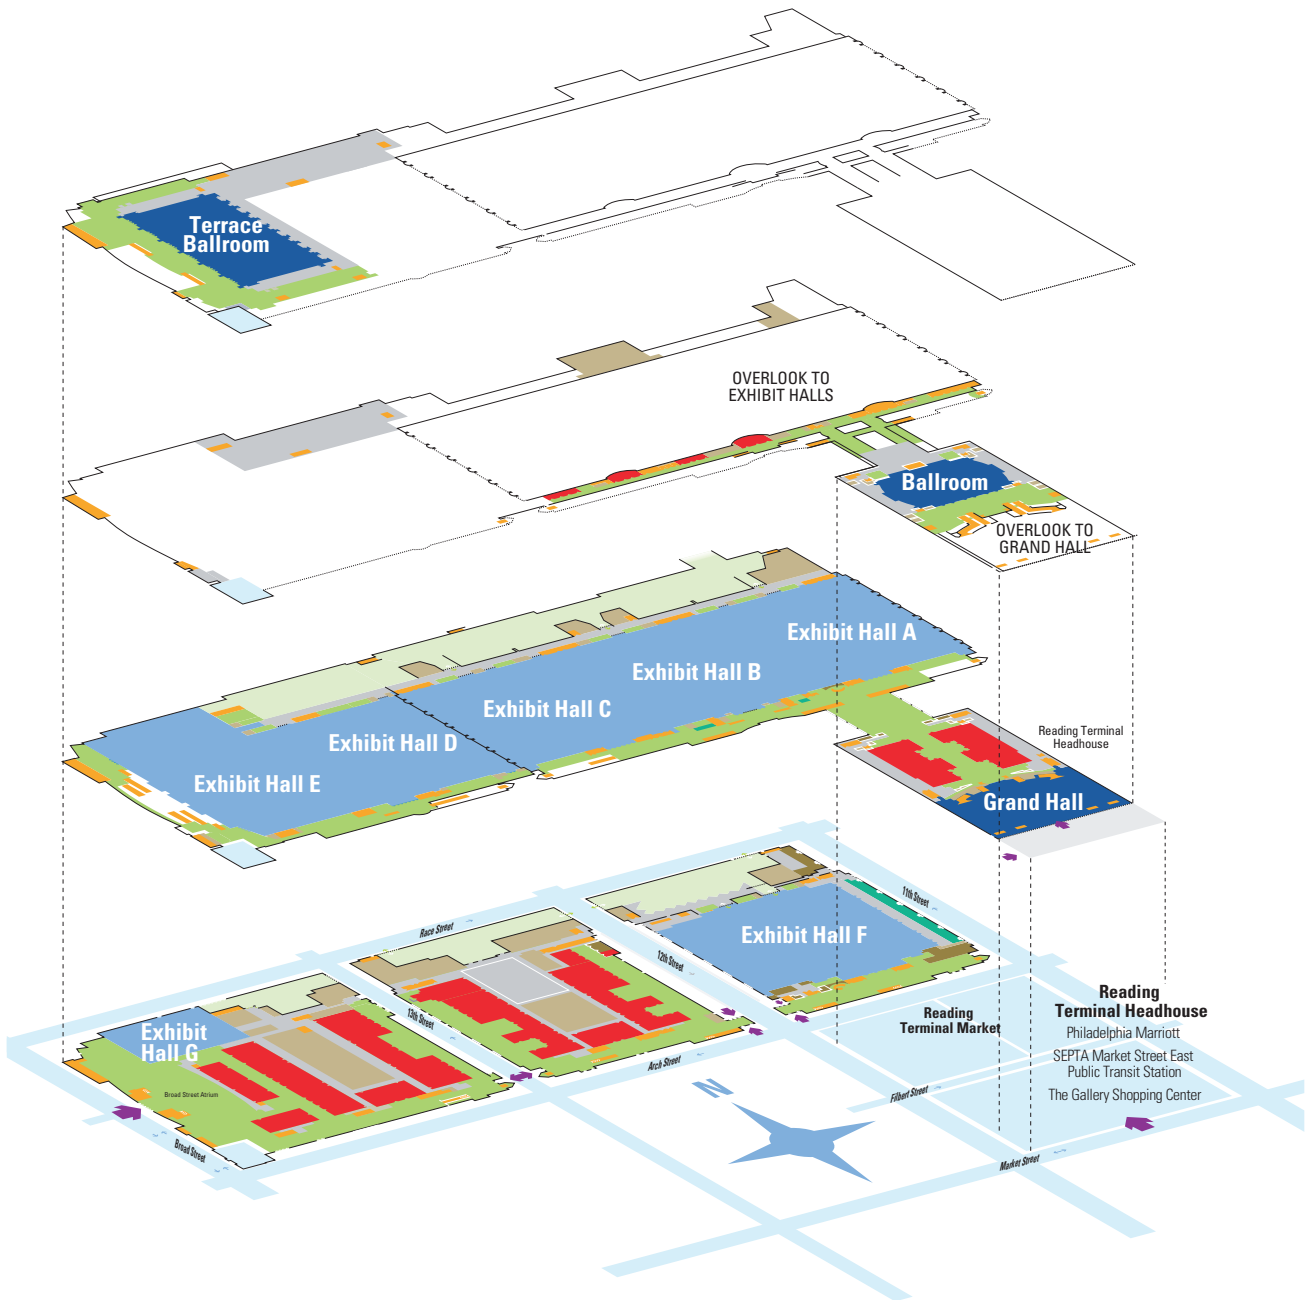 Terrace
Ballroom
OVERLOOK TO
EXHIBIT HALLS
Ballroom
OVERLOOK TO
GRAND HALL
Exhibit Hall A
Exhibit Hall B
Exhibit Hall C
Exhibit Hall D
Exhibit Hall E
Reading Terminal
Headhouse
Grand Hall
11th Street
Race Street
Exhibit Hall F
12th Street
13th Street
Exhibit
Hall G
Broad Street Atrium
Broad Street
Arch Street
N
Reading
Terminal Market
Filbert Street
Market Street
Reading
Terminal Headhouse
Philadelphia Marriott
SEPTA Market Street East
Public Transit Station
The Gallery Shopping Center